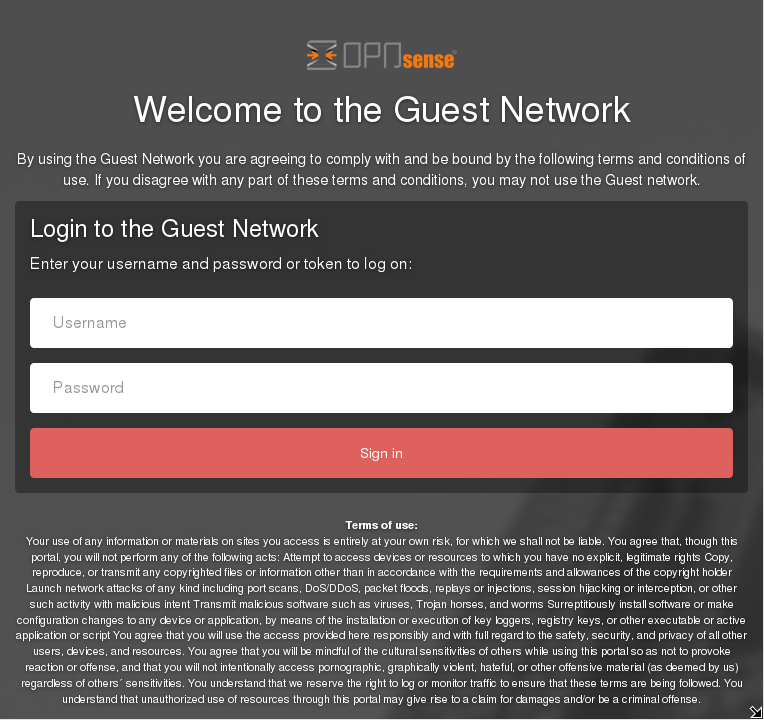 OPNsense®
Welcome to the Guest Network
By using the Guest Network you are agreeing to comply with and be bound by the following terms and conditions of
use. If you disagree with any part of these terms and conditions, you may not use the Guest network.
Login to the Guest Network
Enter your username and password or token to log on:
Username
Password
Sign in
Terms of use:
Your use of any information or materials on sites you access is entirely at your own risk, for which we shall not be liable. You agree that, though this
portal, you will not perform any of the following acts: Attempt to access devices or resources to which you have no explicit, legitimate rights Copy,
reproduce, or transmit any copyrighted files or information other than in accordance with the requirements and allowances of the copyright holder
Launch network attacks of any kind including port scans, DoS/DDoS, packet floods, replays or injections, session hijacking or interception, or other
such activity with malicious intent Transmit malicious software such as viruses, Trojan horses, and worms Surreptitiously install software or make
configuration changes to any device or application, by means of the installation or execution of key loggers, registry keys, or other executable or active
application or script You agree that you will use the access provided here responsibly and with full regard to the safety, security, and privacy of all other
users, devices, and resources. You agree that you will be mindful of the cultural sensitivities of others while using this portal so as not to provoke
reaction or offense, and that you will not intentionally access pornographic, graphically violent, hateful, or other offensive material (as deemed by us)
regardless of others´ sensitivities. You understand that we reserve the right to log or monitor traffic to ensure that these terms are being followed. You
understand that unauthorized use of resources through this portal may give rise to a claim for damages and/or be a criminal offense.